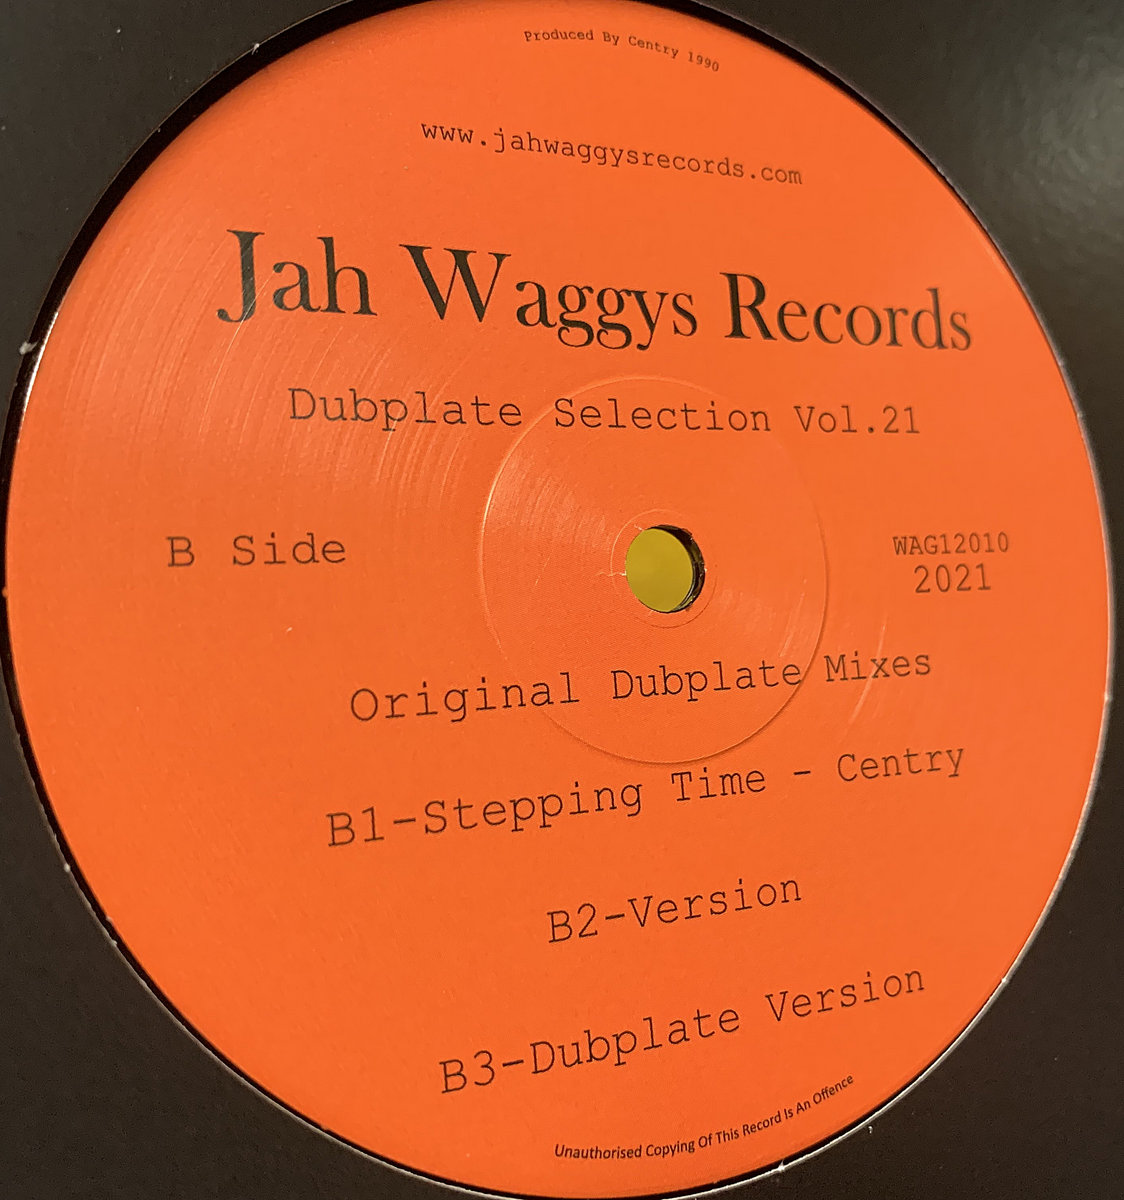 Produced By Centry 1990
www.jahwaggysrecords.com
Jah Waggys Records
Dubplate Selection Vol.21
B Side
WAG12010
2021
Original Dubplate Mixes
B1-Stepping Time - Centry
B2-Version
B3-Dubplate Version
Unauthorised Copying Of This Record Is An Offence